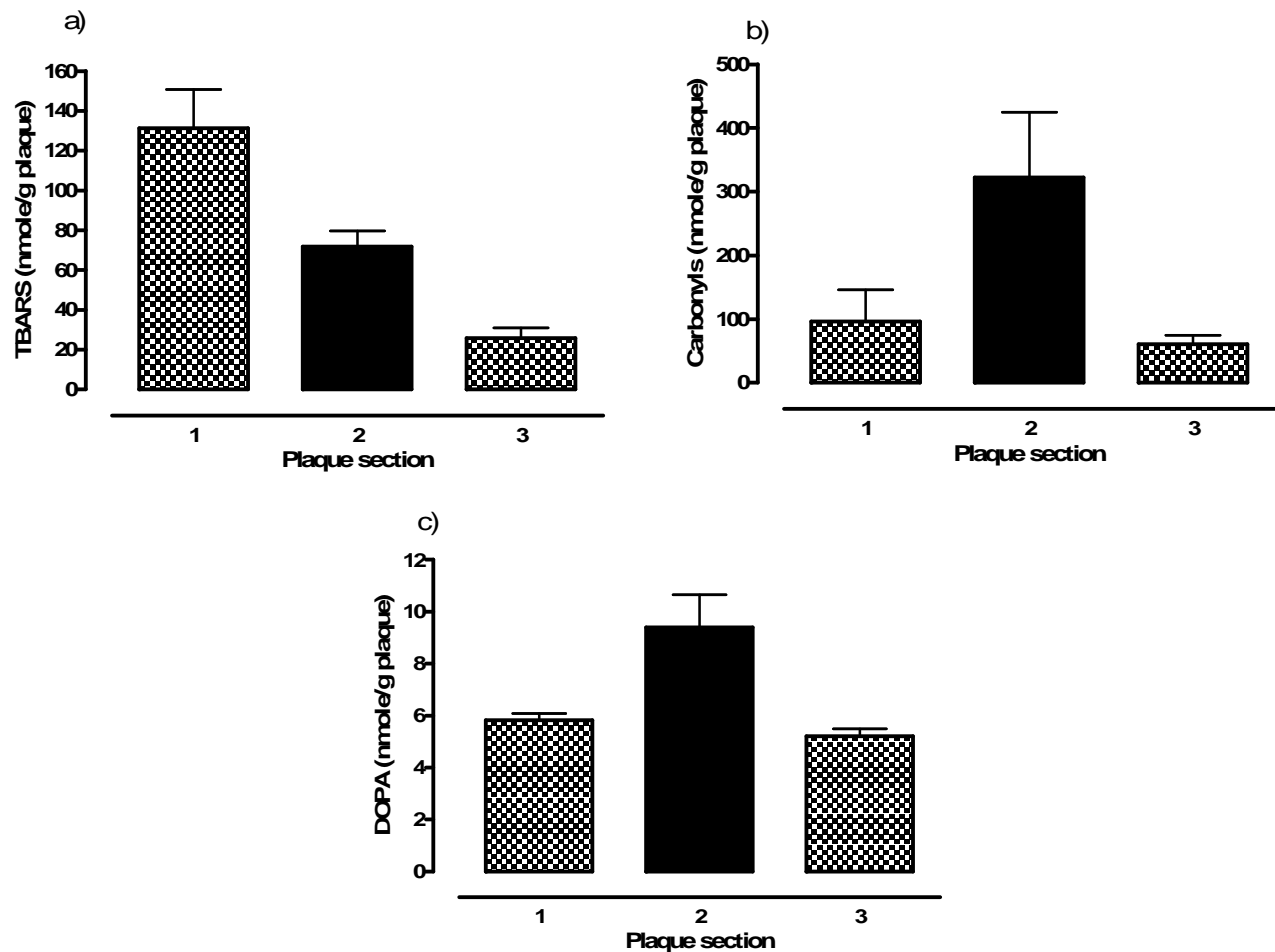 a)
TBARS (nmole/g plaque)
160
140
120
100
80
60
40
20
0
1 2 3
Plaque section
b)
Carbonyls (nmole/g plaque)
500
400
300
200
100
0
1 2 3
Plaque section
c)
DOPA (nmole/g plaque)
12
10
8
6
4
2
0
1 2 3
Plaque section